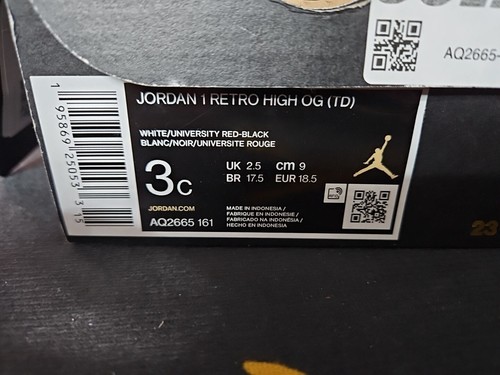 AQ2665-
JORDAN 1 RETRO HIGH OG (TD)
WHITE/UNIVERSITY RED-BLACK
BLANC/NOIR/UNIVERSITE ROUGE
3C
UK 2.5 cm 9
BR 17.5 EUR 18.5
JORDAN.COM
AQ2665 161
MADE IN INDONESIA /
FABRIQUE EN INDONESIE /
FABRICADO NA INDONÉSIA /
HECHO EN INDONESIA
1 95869 25053 3
23